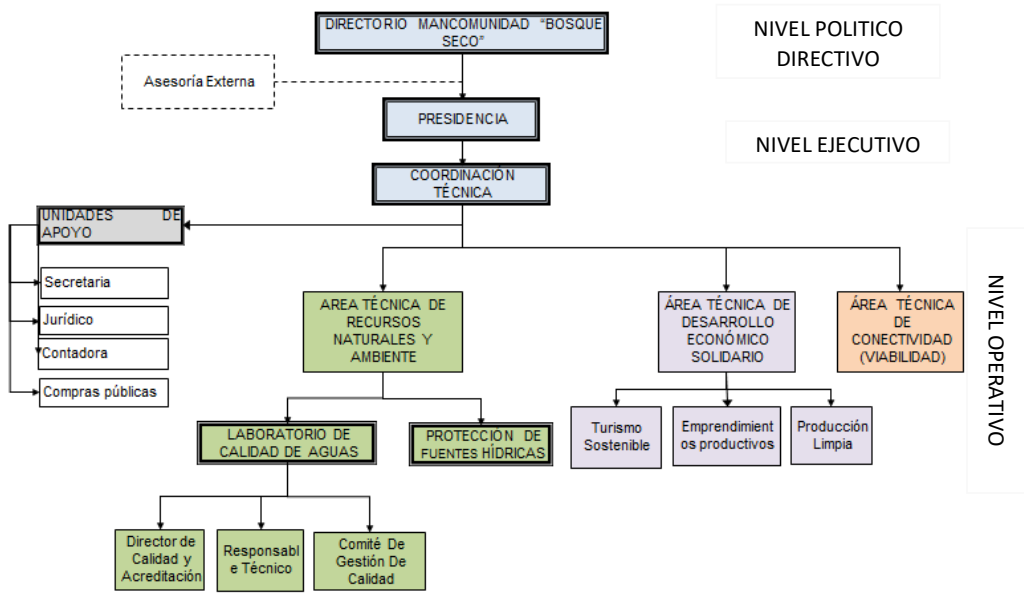 DIRECTORIO MANCOMUNIDAD "BOSQUE
SECO"
NIVEL POLITICO
DIRECTIVO
Asesoría Externa
PRESIDENCIA
NIVEL EJECUTIVO
COORDINACIÓN
TÉCNICA
UNIDADES DE
APOYO
Secretaria
Jurídico
Contadora
Compras públicas
AREA TÉCNICA DE
RECURSOS
NATURALES Y
AMBIENTE
ÁREA TÉCNICA DE
DESARROLLO
ECONÓMICO
SOLIDARIO
ÁREA TÉCNICA
DE
CONECTIVIDAD
(VIABILIDAD)
NIVEL OPERATIVO
LABORATORIO DE
CALIDAD DE AGUAS
PROTECCIÓN DE
FUENTES HÍDRICAS
Turismo
Sostenible
Emprendimient
os productivos
Producción
Limpia
Director de
Calidad y
Acreditación
Responsabl
e Técnico
Comité De
Gestión De
Calidad